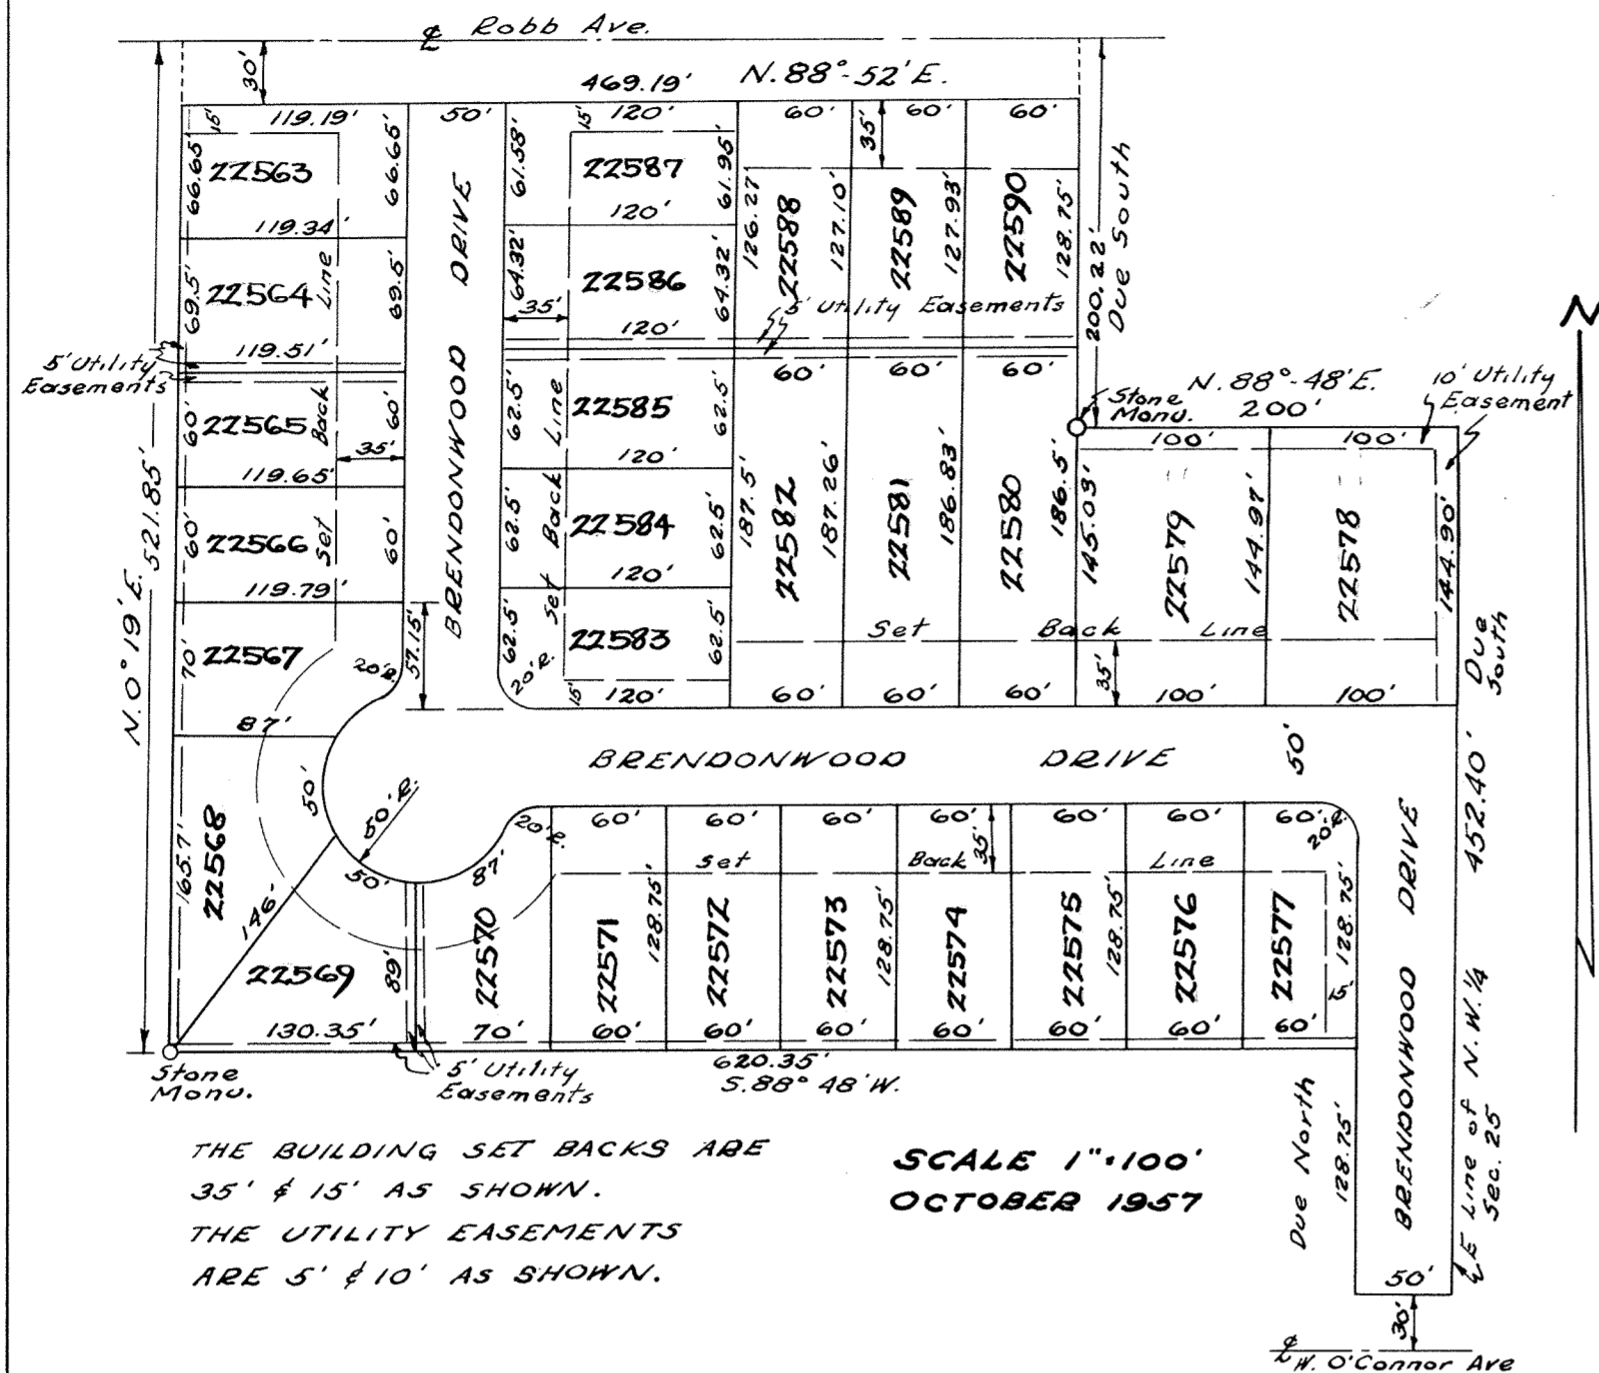 ℄ Robb Ave.
30'
469.19' N. 88°-52' E.
15' 119.19' 66.65' 50' 61.58' 15' 120' 61.95' 60' 35' 60' 60'
66.65' 22563 22587
119.34' 120'
126.27' 22588 127.10' 22589 127.93' 22590 128.75'
200.22' Due South
69.5' 22564 69.5' 64.32' 22586 64.32'
35' 120'
119.51'
5' Utility Easements
5' Utility
Easements
60' 60' 60'
60' 22565 60' 62.5' 22585 62.5'
35'
119.65' 120'
Stone
Monu.
N. 88°-48' E.
200'
10' Utility
Easement
100' 100'
60' 22566 60' 62.5' 22584 62.5'
119.79' 120'
187.5' 22582 187.26' 22581 186.83' 22580 186.5'
145.03' 22579 144.97' 22578 144.90'
Set Back Line
Set Back Line
BRENDONWOOD DRIVE
70' 22567 57.15' 62.5' 22583 62.5'
20'R. 20'R. 15' 120'
Set Back Line
60' 60' 60' 35' 100' 100'
Due
South
N. 0° 19' E. 521.85'
87'
BRENDONWOOD DRIVE
50'
452.40'
165.7' 22568 50' 50'R.
146'
50' 87' 20'R.
60' 60' 60' 60' 60' 60' 60' 20'R.
Set Back 35' Line
22569 89' 22570 22571 128.75' 22572 22573 128.75' 22574 22575 128.75' 22576 22577 128.75'
15'
130.35' 70' 60' 60' 60' 60' 60' 60' 60'
Stone
Monu.
5' Utility
Easements
620.35'
S. 88° 48' W.
BRENDONWOOD DRIVE
THE BUILDING SET BACKS ARE
35' & 15' AS SHOWN.
THE UTILITY EASEMENTS
ARE 5' & 10' AS SHOWN.
SCALE 1"=100'
OCTOBER 1957
Due North 128.75'
E Line of N.W.¼
Sec. 25
50'
30'
℄ W. O'Connor Ave
N